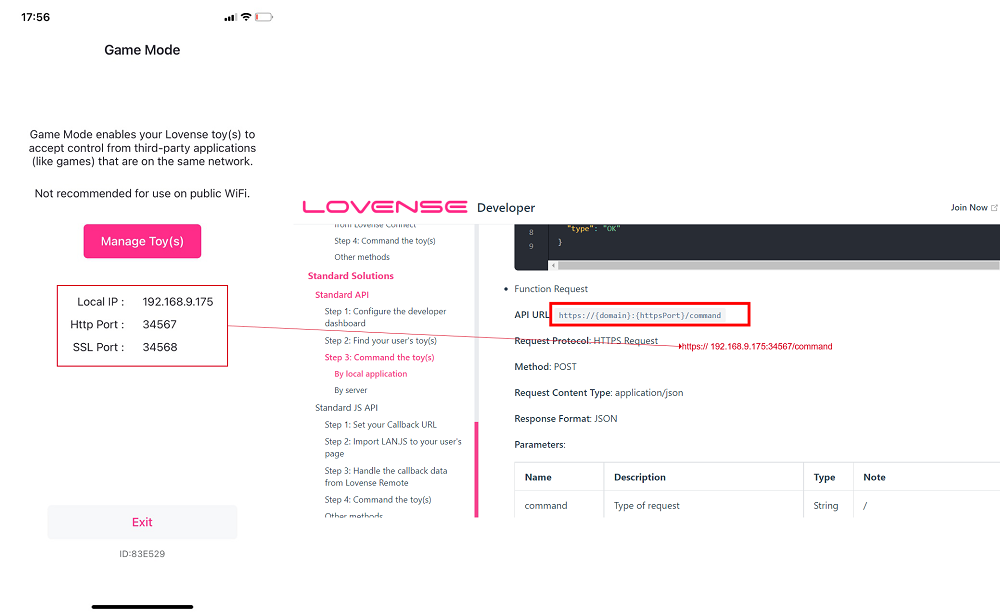 17:56
Game Mode
Game Mode enables your Lovense toy(s) to
accept control from third-party applications
(like games) that are on the same network.
Not recommended for use on public WiFi.
Manage Toy(s)
Local IP : 192.168.9.175
Http Port : 34567
SSL Port : 34568
Exit
ID:83E529
LOVENSE Developer
Join Now
from Lovense Connect
Step 4: Command the toy(s)
Other methods
Standard Solutions
Standard API
Step 1: Configure the developer
dashboard
Step 2: Find your user's toy(s)
Step 3: Command the toy(s)
By local application
By server
Standard JS API
Step 1: Set your Callback URL
Step 2: Import LAN.JS to your user's
page
Step 3: Handle the callback data
from Lovense Remote
Step 4: Command the toy(s)
Other methods
8 "type": "OK"
9 }
• Function Request
API URL https://{domain}:{httpsPort}/command
Request Protocol: HTTPS Request
https:// 192.168.9.175:34567/command
Method: POST
Request Content Type: application/json
Response Format: JSON
Parameters:
Name Description Type Note
command Type of request String /